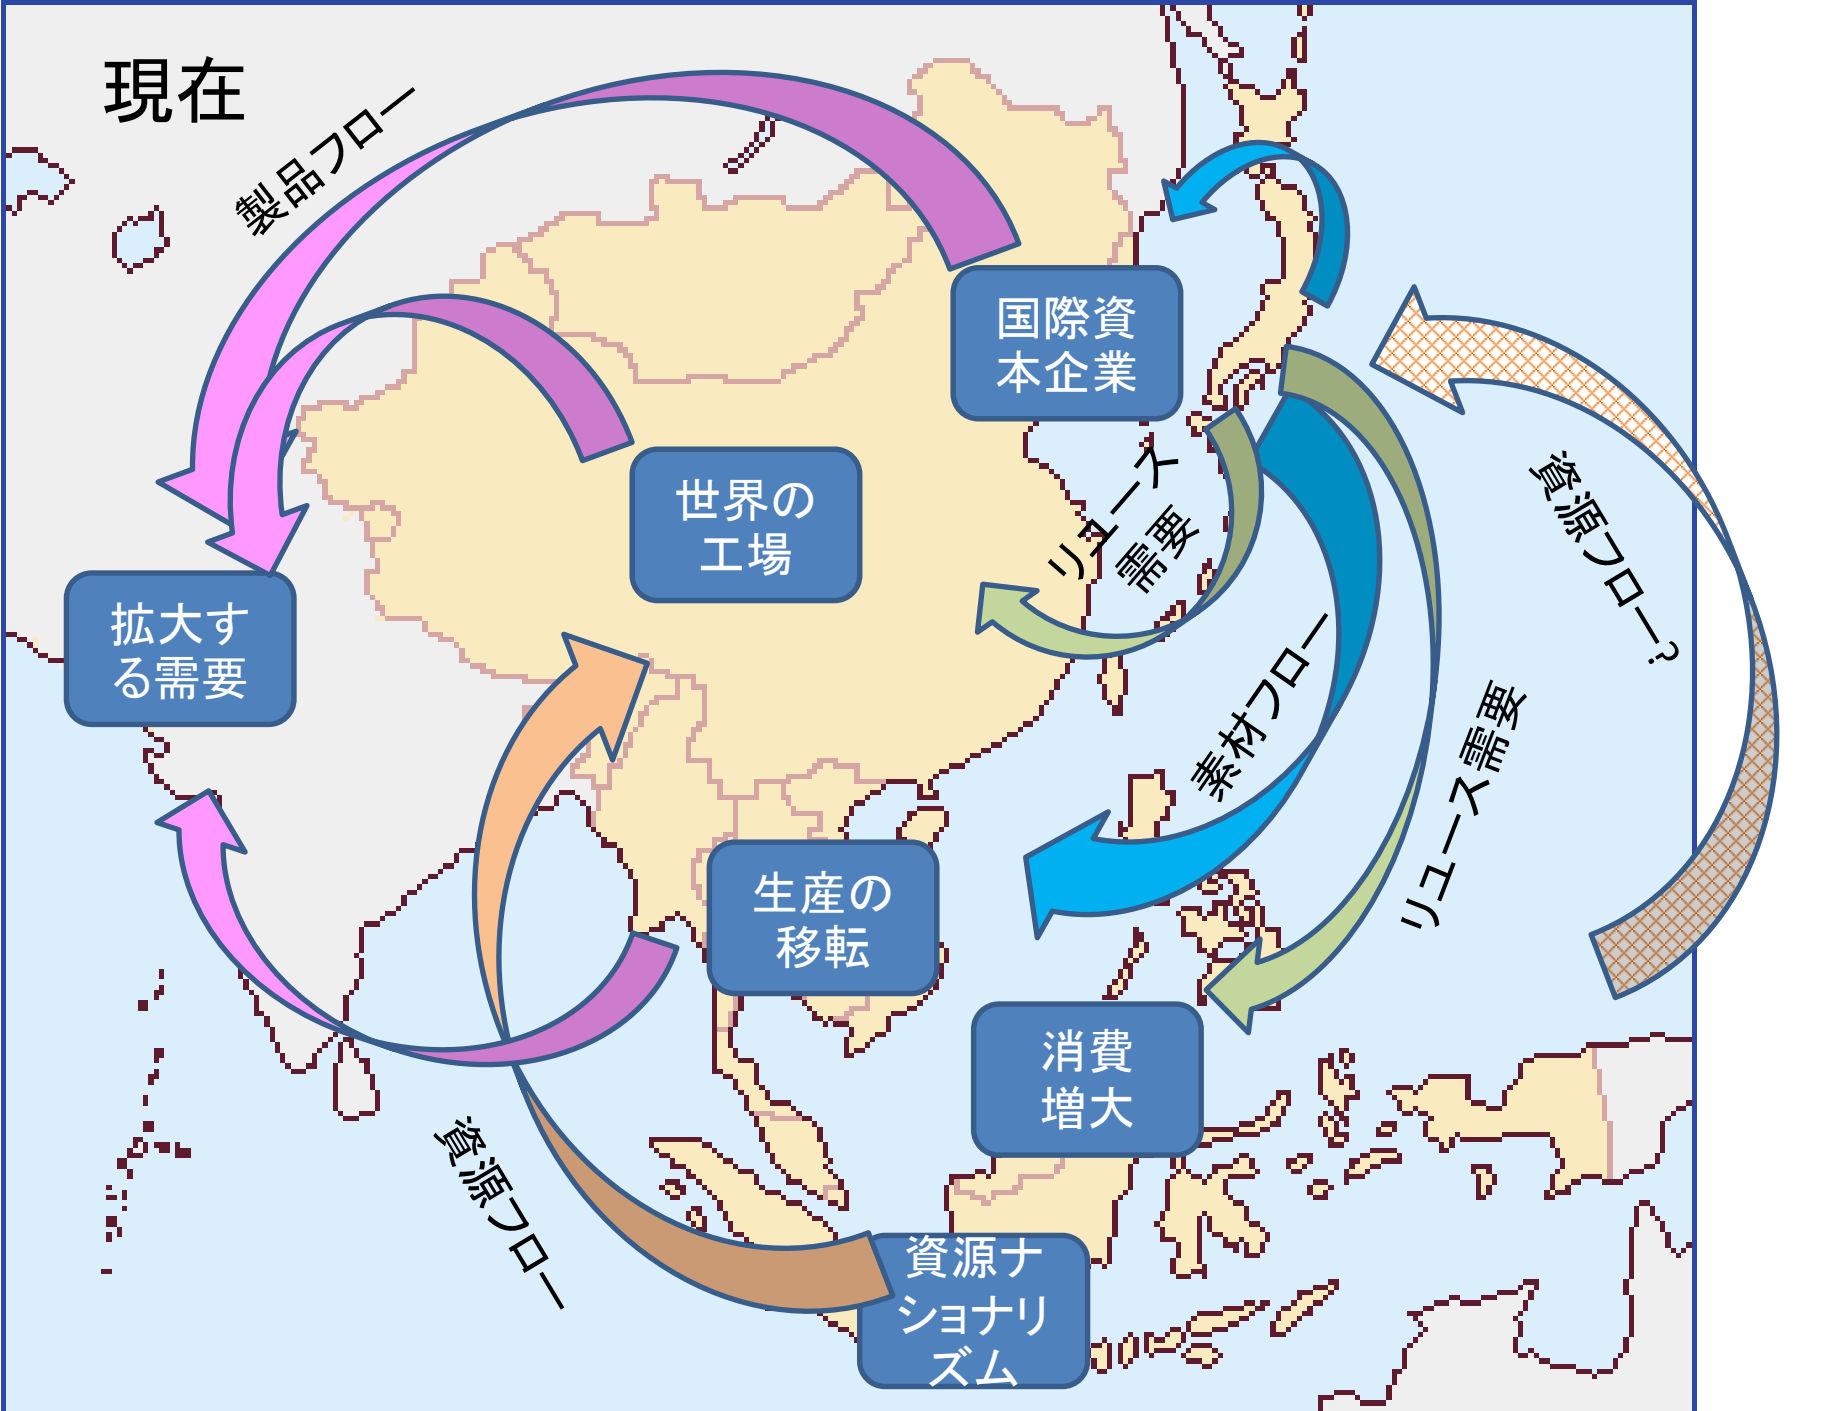 現在
製品フロー
国際資
本企業
世界の
工場
リユース
需要
資源フロー?
拡大す
る需要
素材フロー
リユース需要
生産の
移転
消費
増大
資源フロー
資源ナ
ショナリ
ズム